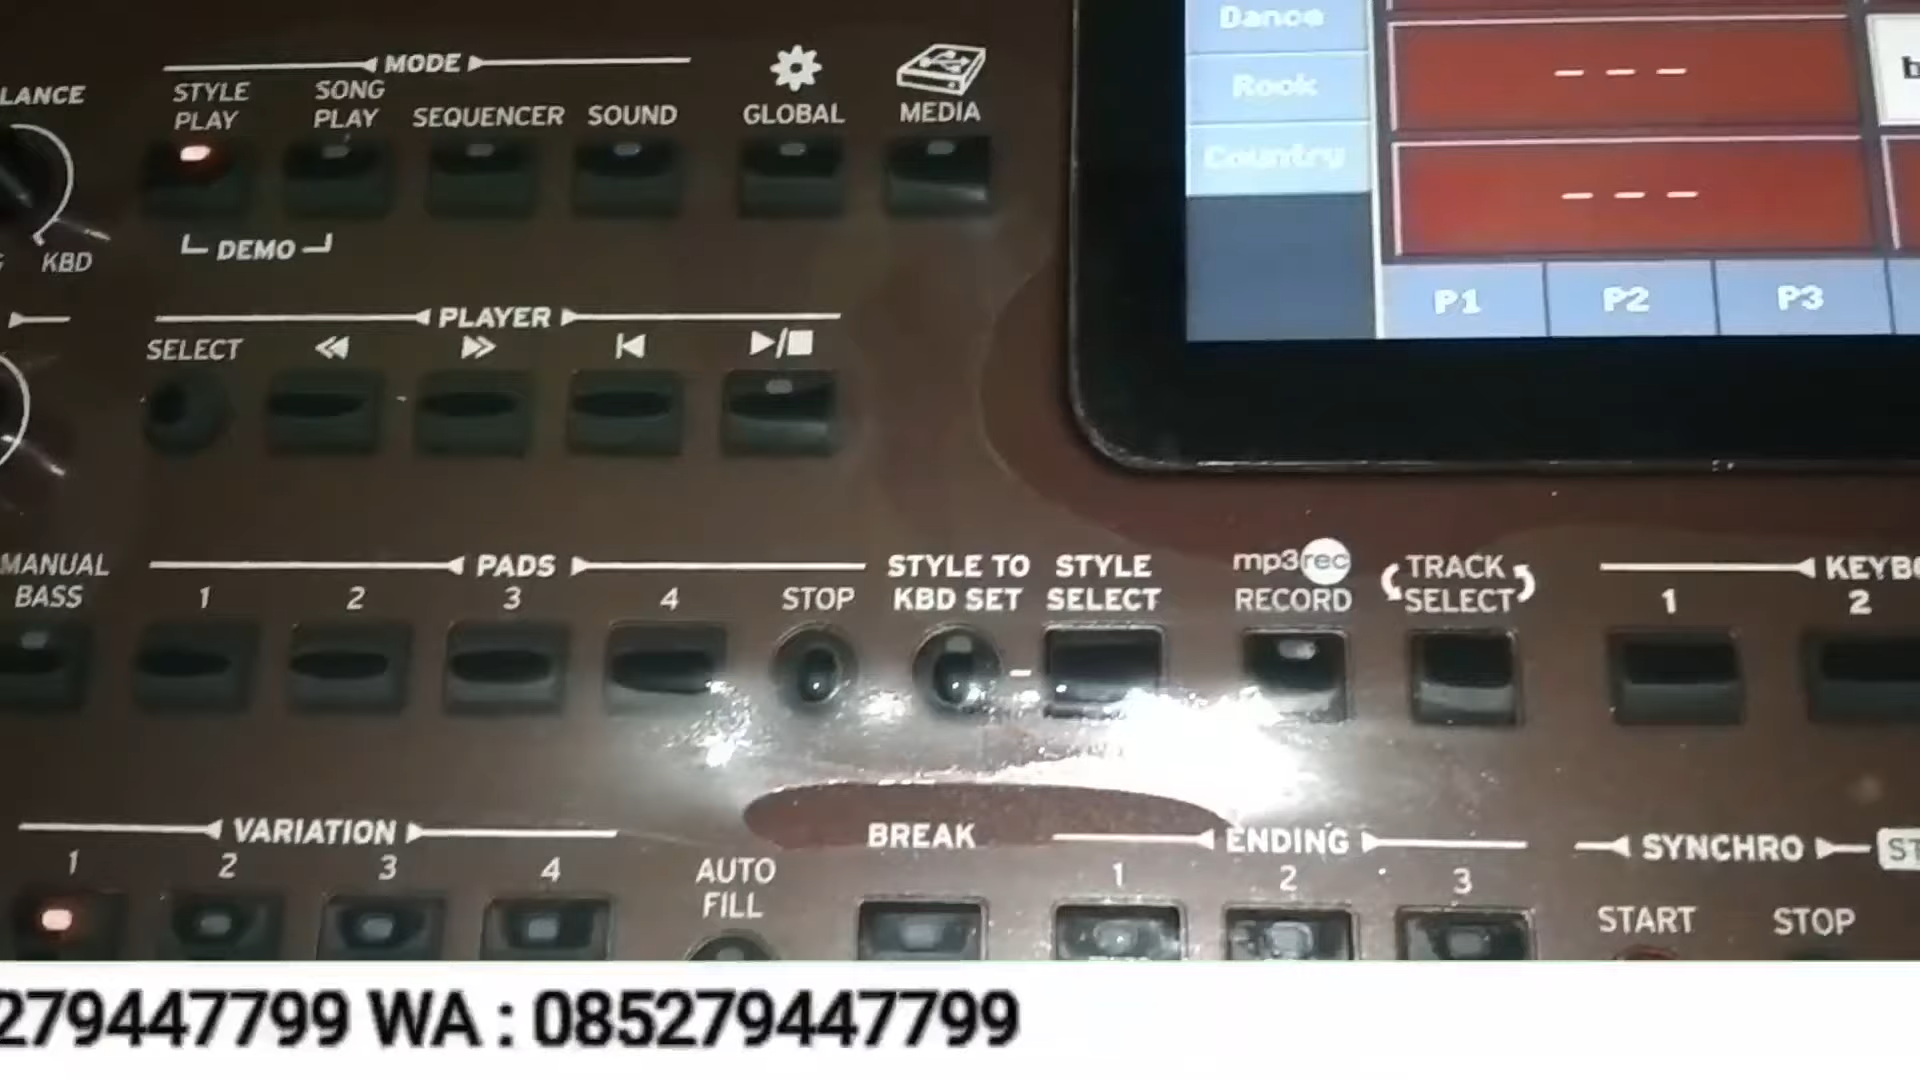 LANCE
KBD
MODE
STYLE PLAY
SONG PLAY
SEQUENCER
SOUND
GLOBAL
MEDIA
DEMO
PLAYER
SELECT
Dance
Rock
Country
P1 P2 P3
MANUAL BASS
PADS
1 2 3 4 STOP
STYLE TO KBD SET
STYLE SELECT
mp3rec
RECORD
TRACK SELECT
1 2
VARIATION
1 2 3 4
AUTO FILL
BREAK
ENDING
1 2 3
SYNCHRO
START STOP
279447799 WA : 085279447799